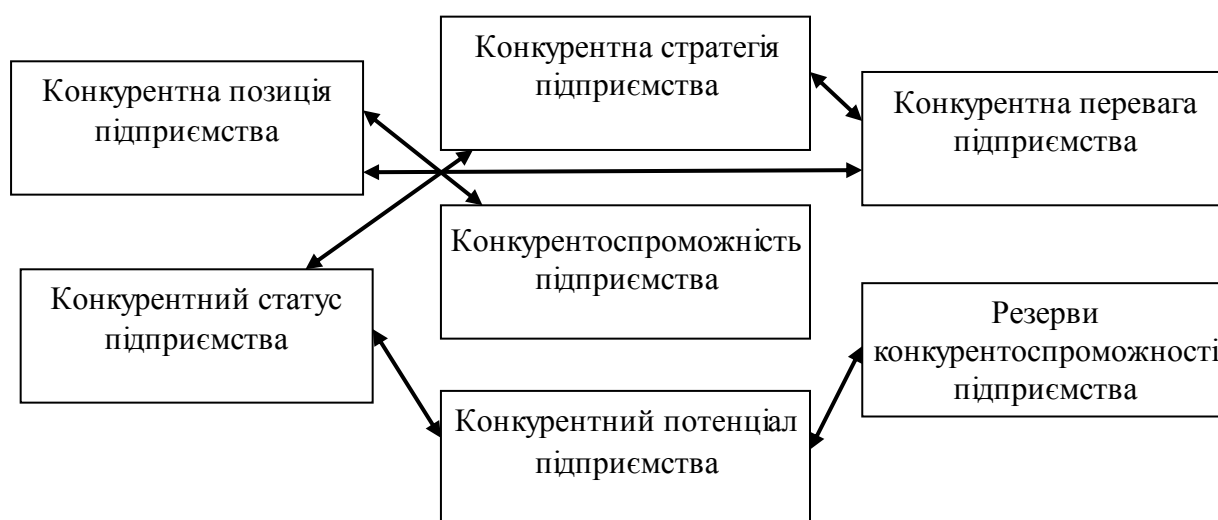 Конкурентна стратегія
підприємства
Конкурентна позиція
підприємства
Конкурентна перевага
підприємства
Конкурентоспроможність
підприємства
Конкурентний статус
підприємства
Резерви
конкурентоспроможності
підприємства
Конкурентний потенціал
підприємства